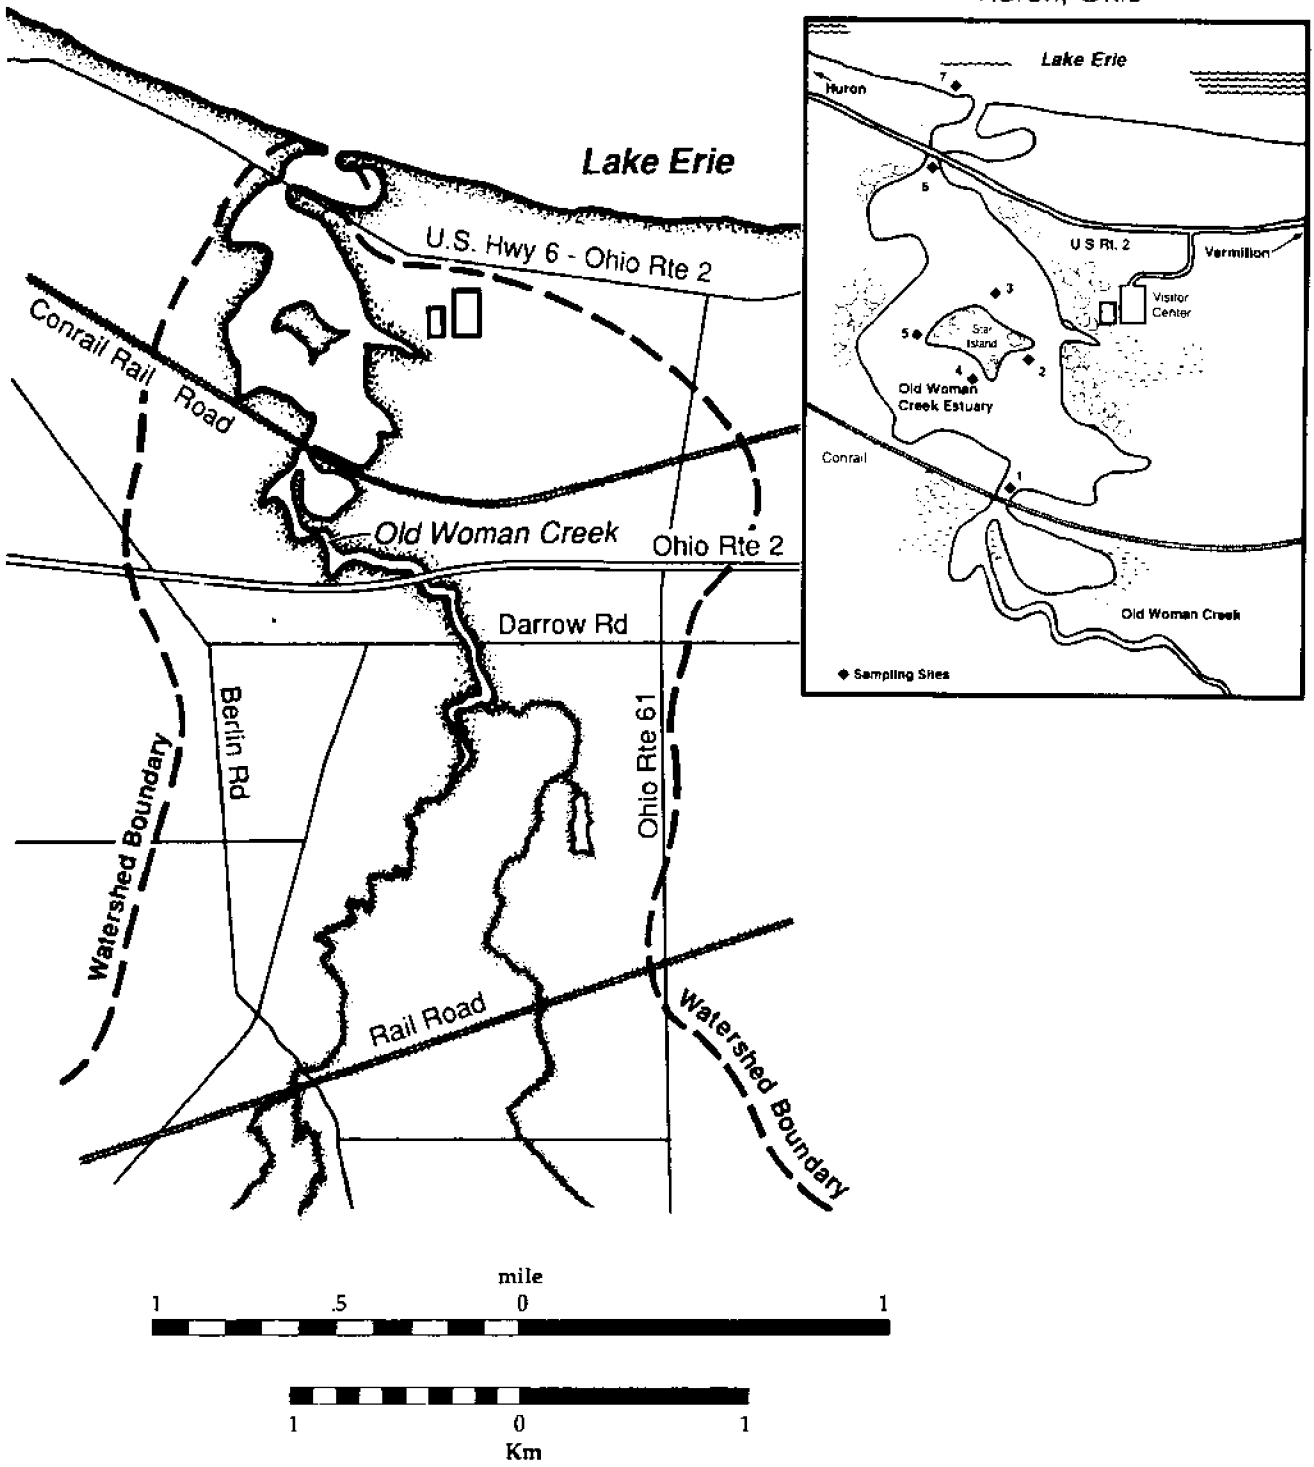 Huron, Ohio
Lake Erie
U.S. Hwy 6 - Ohio Rte 2
Conrail Rail Road
Old Woman Creek
Ohio Rte 2
Darrow Rd
Berlin Rd
Ohio Rte 61
Watershed Boundary
Rail Road
Watershed Boundary
Lake Erie
7
Huron
6
U S Rt. 2
Vermillion
3
Visitor
Center
Star
Island
5
2
4
Old Woman
Creek Estuary
Conrail
1
Old Woman Creek
Sampling Sites
mile
1 .5 0 1
1 0 1
Km